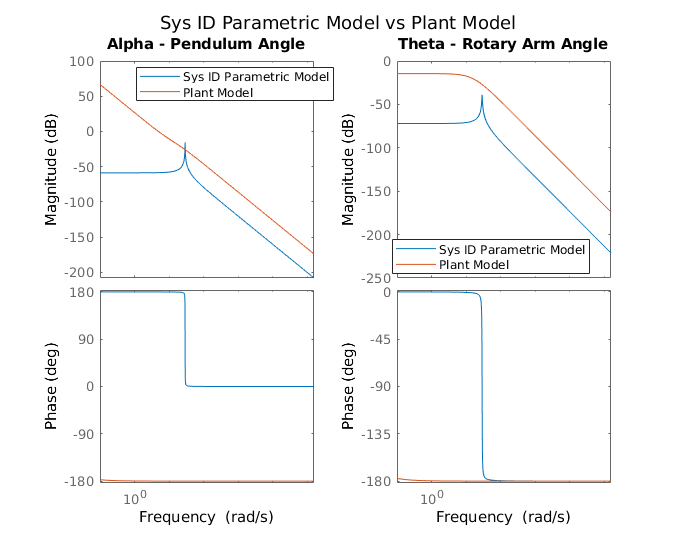 Sys ID Parametric Model vs Plant Model
Alpha - Pendulum Angle
Theta - Rotary Arm Angle
Magnitude (dB)
100
50
0
-50
-100
-150
-200
Sys ID Parametric Model
Plant Model
Magnitude (dB)
0
-50
-100
-150
-200
-250
Sys ID Parametric Model
Plant Model
Phase (deg)
180
90
0
-90
-180
10^0
Frequency (rad/s)
Phase (deg)
0
-45
-90
-135
-180
10^0
Frequency (rad/s)